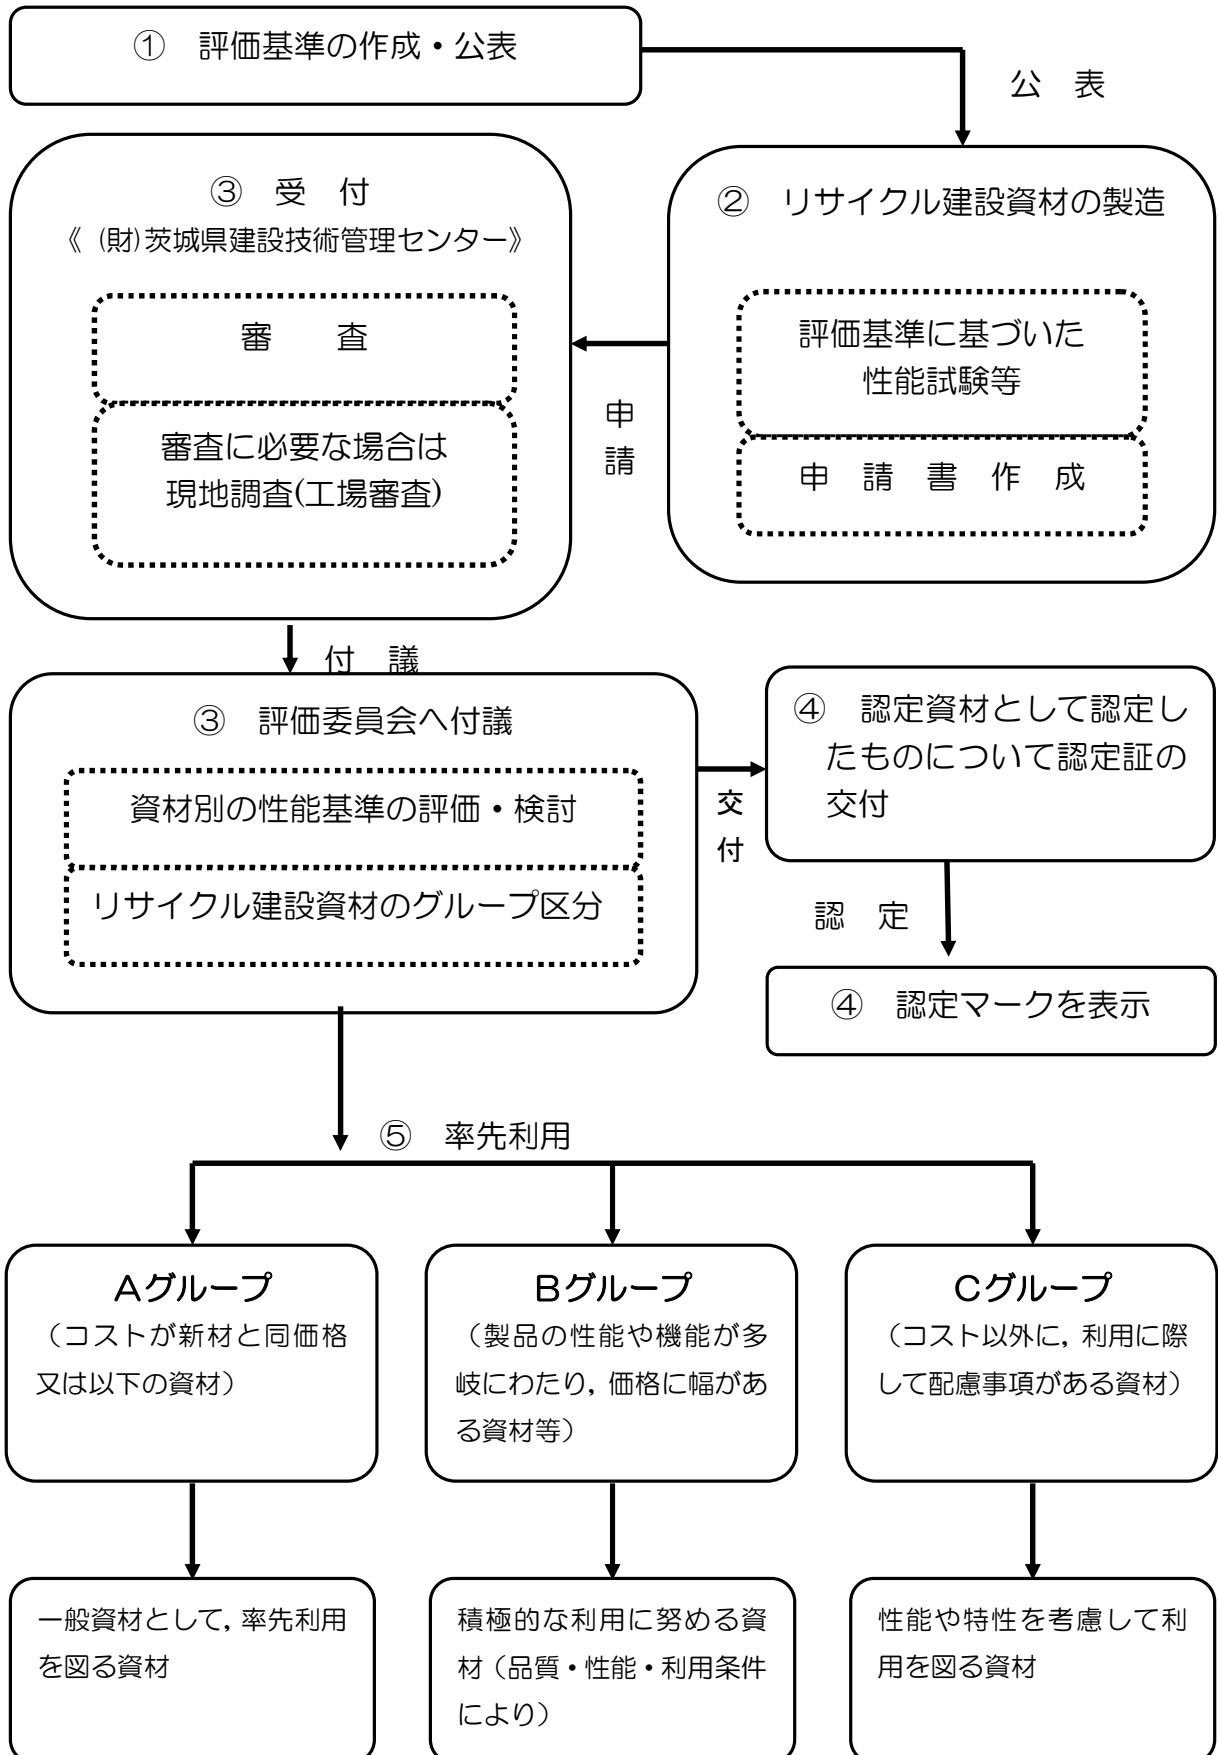 ① 評価基準の作成・公表
公 表
② リサイクル建設資材の製造
評価基準に基づいた
性能試験等
申 請 書 作 成
申
請
③ 受 付
《(財)茨城県建設技術管理センター》
審 査
審査に必要な場合は
現地調査(工場審査)
付 議
③ 評価委員会へ付議
資材別の性能基準の評価・検討
リサイクル建設資材のグループ区分
交
付
④ 認定資材として認定し
たものについて認定証の
交付
認 定
④ 認定マークを表示
⑤ 率先利用
Aグループ
(コストが新材と同価格
又は以下の資材)
Bグループ
(製品の性能や機能が多
岐にわたり,価格に幅があ
る資材等)
Cグループ
(コスト以外に,利用に際
して配慮事項がある資材)
一般資材として,率先利用
を図る資材
積極的な利用に努める資
材(品質・性能・利用条件
により)
性能や特性を考慮して利
用を図る資材